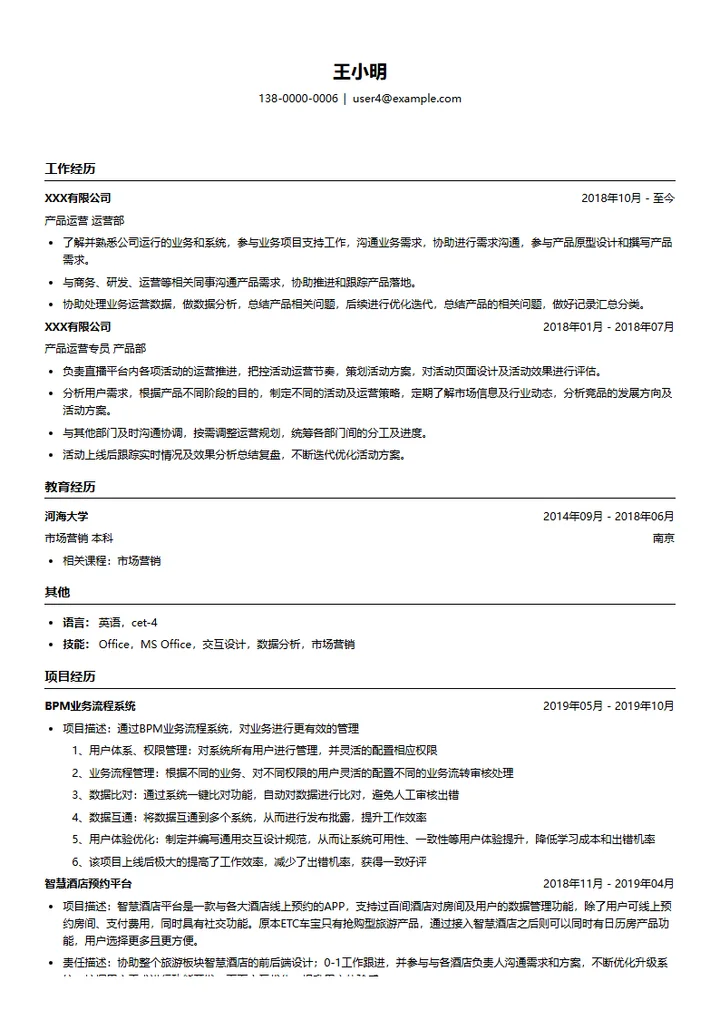 王小明
138-0000-0006 | user4@example.com
工作经历
XXX有限公司 2018年10月 - 至今
产品运营 运营部
• 了解并熟悉公司运行的业务和系统，参与业务项目支持工作，沟通业务需求，协助进行需求沟通，参与产品原型设计和撰写产品
需求。
• 与商务、研发、运营等相关同事沟通产品需求，协助推进和跟踪产品落地。
• 协助处理业务运营数据，做数据分析，总结产品相关问题，后续进行优化迭代，总结产品的相关问题，做好记录汇总分类。
XXX有限公司 2018年01月 - 2018年07月
产品运营专员 产品部
• 负责直播平台内各项活动的运营推进，把控活动运营节奏，策划活动方案，对活动页面设计及活动效果进行评估。
• 分析用户需求，根据产品不同阶段的目的，制定不同的活动及运营策略，定期了解市场信息及行业动态，分析竞品的发展方向及
活动方案。
• 与其他部门及时沟通协调，按需调整运营规划，统筹各部门间的分工及进度。
• 活动上线后跟踪实时情况及效果分析总结复盘，不断迭代优化活动方案。
教育经历
河海大学 2014年09月 - 2018年06月
市场营销 本科 南京
• 相关课程：市场营销
其他
• 语言： 英语，cet-4
• 技能： Office，MS Office，交互设计，数据分析，市场营销
项目经历
BPM业务流程系统 2019年05月 - 2019年10月
• 项目描述：通过BPM业务流程系统，对业务进行更有效的管理
1、用户体系、权限管理：对系统所有用户进行管理，并灵活的配置相应权限
2、业务流程管理：根据不同的业务、对不同权限的用户灵活的配置不同的业务流转审核处理
3、数据比对：通过系统一键比对功能，自动对数据进行比对，避免人工审核出错
4、数据互通：将数据互通到多个系统，从而进行发布批露，提升工作效率
5、用户体验优化：制定并编写通用交互设计规范，从而让系统可用性、一致性等用户体验提升，降低学习成本和出错机率
6、该项目上线后极大的提高了工作效率，减少了出错机率，获得一致好评
智慧酒店预约平台 2018年11月 - 2019年04月
• 项目描述：智慧酒店平台是一款与各大酒店线上预约的APP，支持过百间酒店对房间及用户的数据管理功能，除了用户可线上预
约房间、支付费用，同时具有社交功能。原本ETC车宝只有抢购型旅游产品，通过接入智慧酒店之后则可以同时有日历房产品功
能，用户选择更多且更方便。
• 责任描述：协助整个旅游板块智慧酒店的前后端设计；0-1工作跟进，并参与与各酒店负责人沟通需求和方案，不断优化升级系